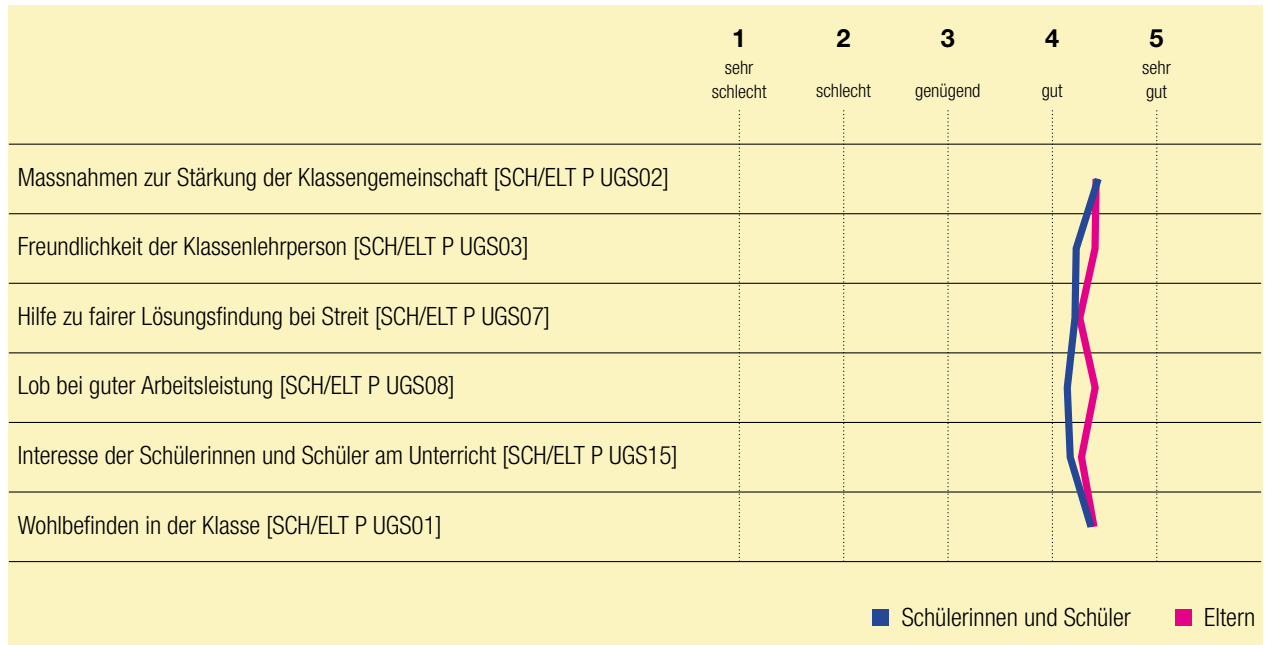 1 2 3 4 5
sehr sehr
schlecht schlecht genügend gut gut
Massnahmen zur Stärkung der Klassengemeinschaft [SCH/ELT P UGS02]
Freundlichkeit der Klassenlehrperson [SCH/ELT P UGS03]
Hilfe zu fairer Lösungsfindung bei Streit [SCH/ELT P UGS07]
Lob bei guter Arbeitsleistung [SCH/ELT P UGS08]
Interesse der Schülerinnen und Schüler am Unterricht [SCH/ELT P UGS15]
Wohlbefinden in der Klasse [SCH/ELT P UGS01]
Schülerinnen und Schüler Eltern